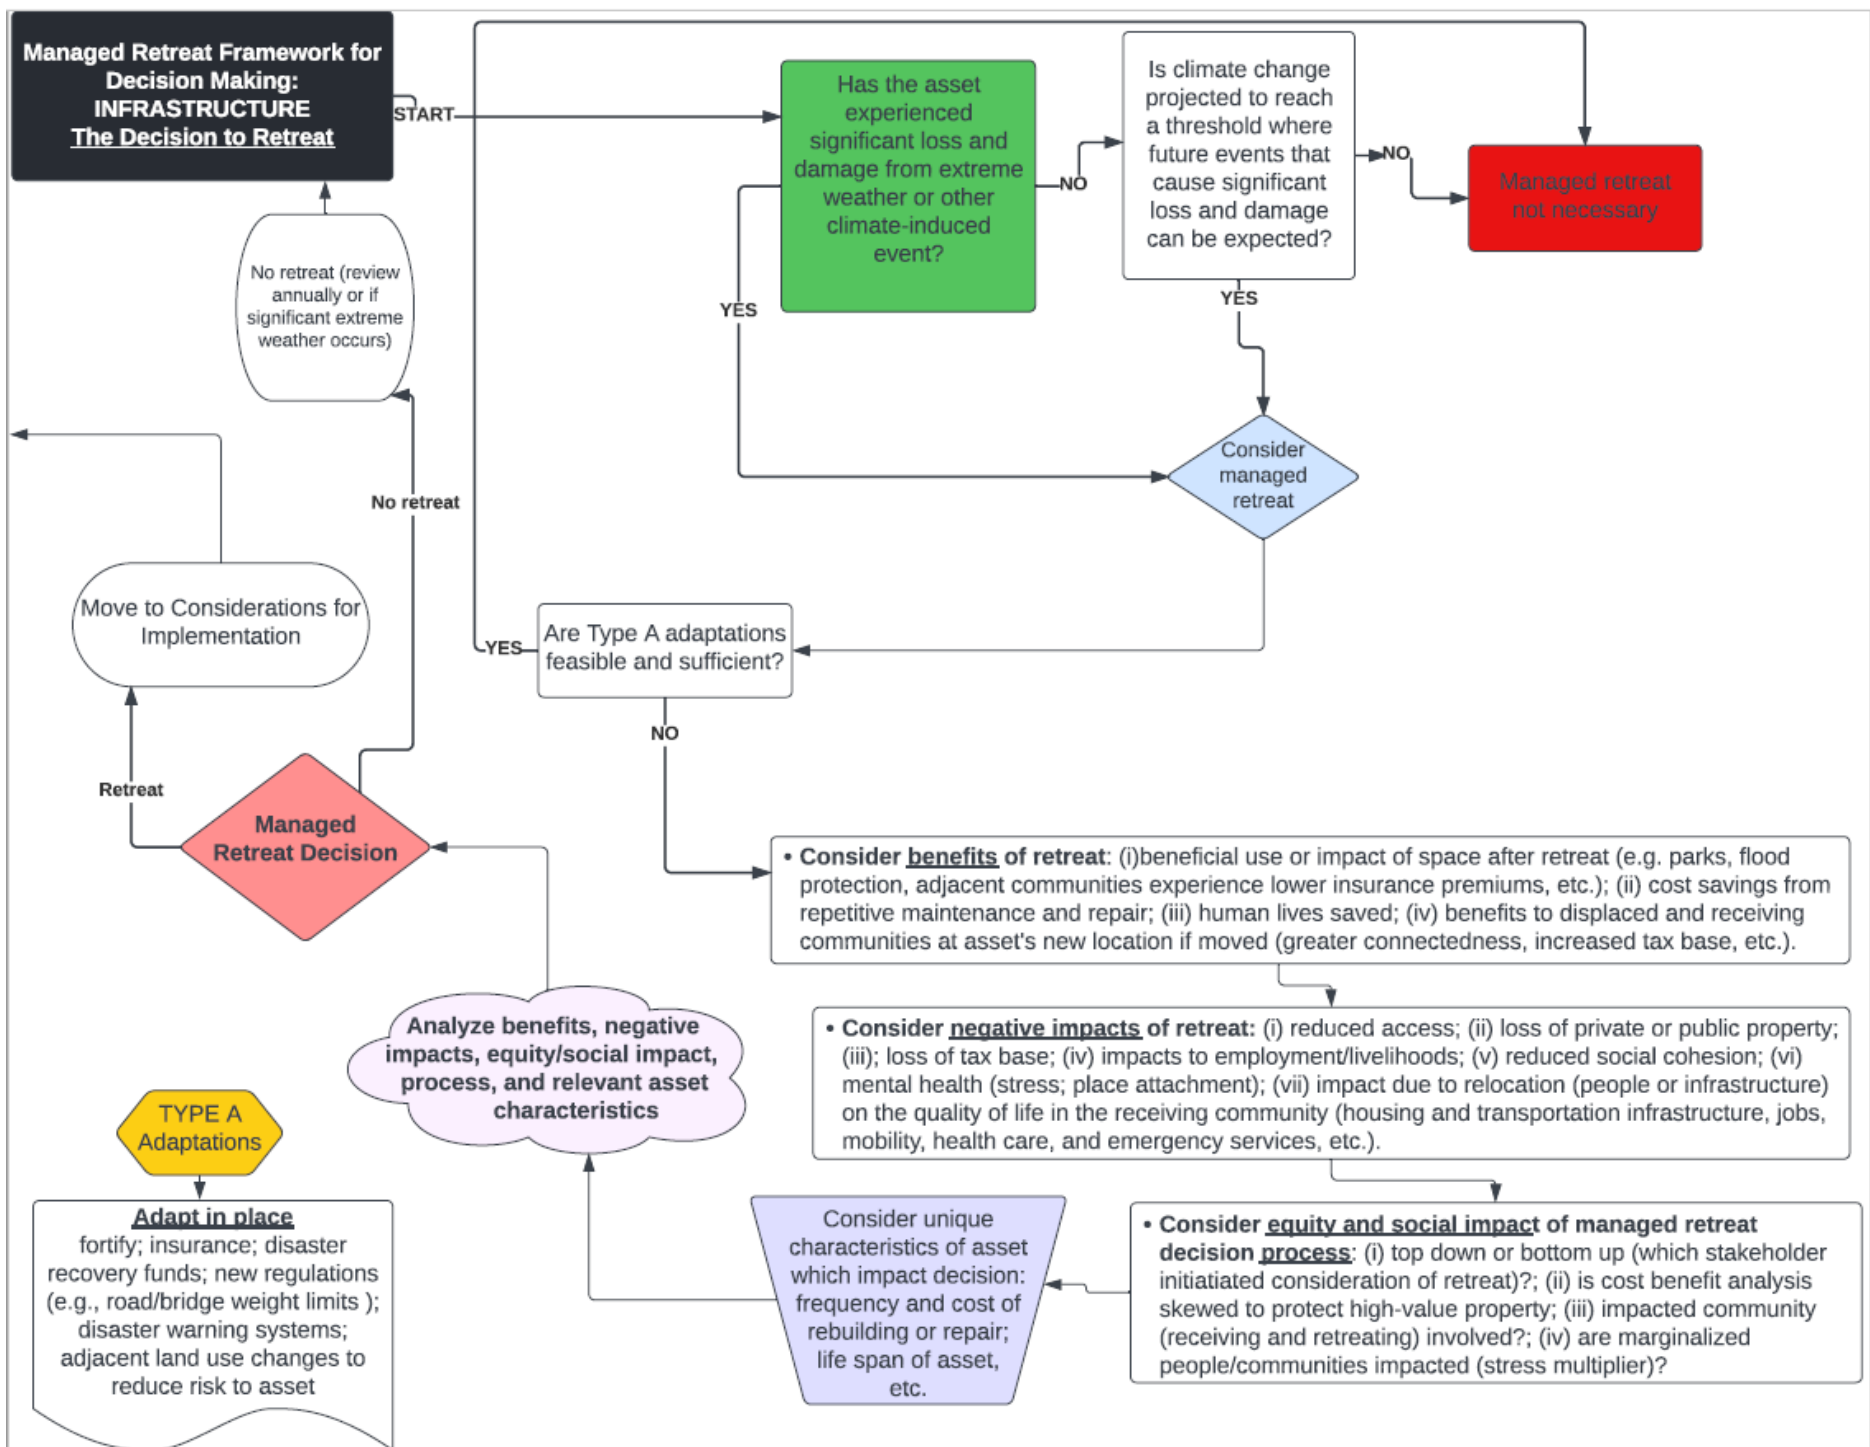 Managed Retreat Framework for
Decision Making:
INFRASTRUCTURE
The Decision to Retreat
START
Has the asset
experienced
significant loss and
damage from extreme
weather or other
climate-induced
event?
NO
YES
Is climate change
projected to reach
a threshold where
future events that
cause significant
loss and damage
can be expected?
NO
YES
Managed retreat
not necessary
Consider
managed
retreat
Are Type A adaptations
feasible and sufficient?
YES
NO
• Consider benefits of retreat: (i)beneficial use or impact of space after retreat (e.g. parks, flood
protection, adjacent communities experience lower insurance premiums, etc.); (ii) cost savings from
repetitive maintenance and repair; (iii) human lives saved; (iv) benefits to displaced and receiving
communities at asset's new location if moved (greater connectedness, increased tax base, etc.).
• Consider negative impacts of retreat: (i) reduced access; (ii) loss of private or public property;
(iii); loss of tax base; (iv) impacts to employment/livelihoods; (v) reduced social cohesion; (vi)
mental health (stress; place attachment); (vii) impact due to relocation (people or infrastructure)
on the quality of life in the receiving community (housing and transportation infrastructure, jobs,
mobility, health care, and emergency services, etc.).
• Consider equity and social impact of managed retreat
decision process: (i) top down or bottom up (which stakeholder
initiatiated consideration of retreat)?; (ii) is cost benefit analysis
skewed to protect high-value property; (iii) impacted community
(receiving and retreating) involved?; (iv) are marginalized
people/communities impacted (stress multiplier)?
Consider unique
characteristics of asset
which impact decision:
frequency and cost of
rebuilding or repair;
life span of asset,
etc.
Analyze benefits, negative
impacts, equity/social impact,
process, and relevant asset
characteristics
Managed
Retreat Decision
Retreat
No retreat
Move to Considerations for
Implementation
No retreat (review
annually or if
significant extreme
weather occurs)
TYPE A
Adaptations
Adapt in place
fortify; insurance; disaster
recovery funds; new regulations
(e.g., road/bridge weight limits );
disaster warning systems;
adjacent land use changes to
reduce risk to asset